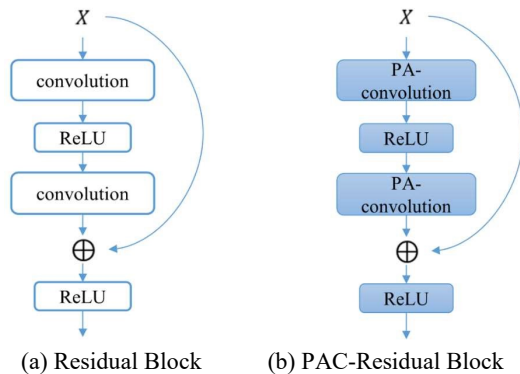 X
convolution
ReLU
convolution
⊕
ReLU
(a) Residual Block
X
PA-
convolution
ReLU
PA-
convolution
⊕
ReLU
(b) PAC-Residual Block